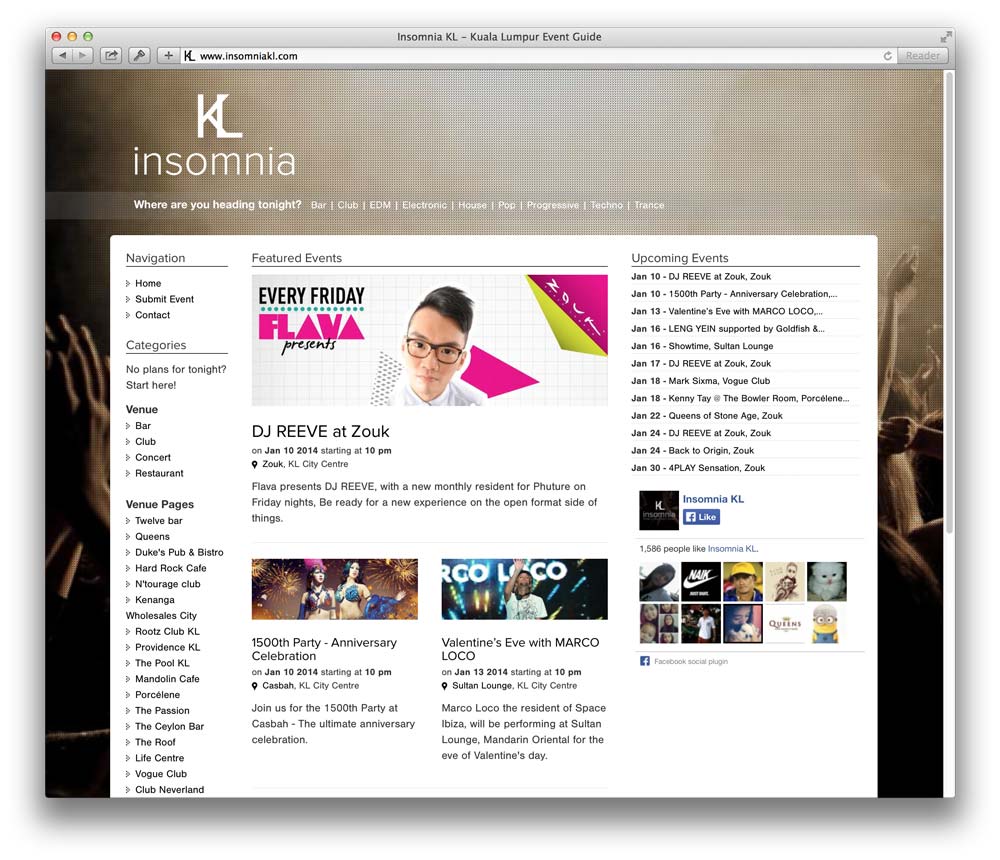 Insomnia KL – Kuala Lumpur Event Guide
KL www.insomniakl.com
Reader
KL
insomnia
Where are you heading tonight? Bar | Club | EDM | Electronic | House | Pop | Progressive | Techno | Trance
Navigation
Home
Submit Event
Contact
Categories
No plans for tonight?
Start here!
Venue
Bar
Club
Concert
Restaurant
Venue Pages
Twelve bar
Queens
Duke's Pub & Bistro
Hard Rock Cafe
N'tourage club
Kenanga
Wholesales City
Rootz Club KL
Providence KL
The Pool KL
Mandolin Cafe
Porcélene
The Passion
The Ceylon Bar
The Roof
Life Centre
Vogue Club
Club Neverland
Featured Events
EVERY FRIDAY
FLAVA
presents
ZOUK
DJ REEVE at Zouk
on Jan 10 2014 starting at 10 pm
Zouk, KL City Centre
Flava presents DJ REEVE, with a new monthly resident for Phuture on
Friday nights, Be ready for a new experience on the open format side of
things.
1500th Party - Anniversary
Celebration
on Jan 10 2014 starting at 10 pm
Casbah, KL City Centre
Join us for the 1500th Party at
Casbah - The ultimate anniversary
celebration.
RCO LOCO
Valentine's Eve with MARCO
LOCO
on Jan 13 2014 starting at 10 pm
Sultan Lounge, KL City Centre
Marco Loco the resident of Space
Ibiza, will be performing at Sultan
Lounge, Mandarin Oriental for the
eve of Valentine's day.
Upcoming Events
Jan 10 - DJ REEVE at Zouk, Zouk
Jan 10 - 1500th Party - Anniversary Celebration,...
Jan 13 - Valentine's Eve with MARCO LOCO,...
Jan 16 - LENG YEIN supported by Goldfish &...
Jan 16 - Showtime, Sultan Lounge
Jan 17 - DJ REEVE at Zouk, Zouk
Jan 18 - Mark Sixma, Vogue Club
Jan 18 - Kenny Tay @ The Bowler Room, Porcélene...
Jan 22 - Queens of Stone Age, Zouk
Jan 24 - DJ REEVE at Zouk, Zouk
Jan 24 - Back to Origin, Zouk
Jan 30 - 4PLAY Sensation, Zouk
KL
insomnia
Insomnia KL
Like
1,586 people like Insomnia KL.
NAIK
JUST BART.
QUEENS
Facebook social plugin